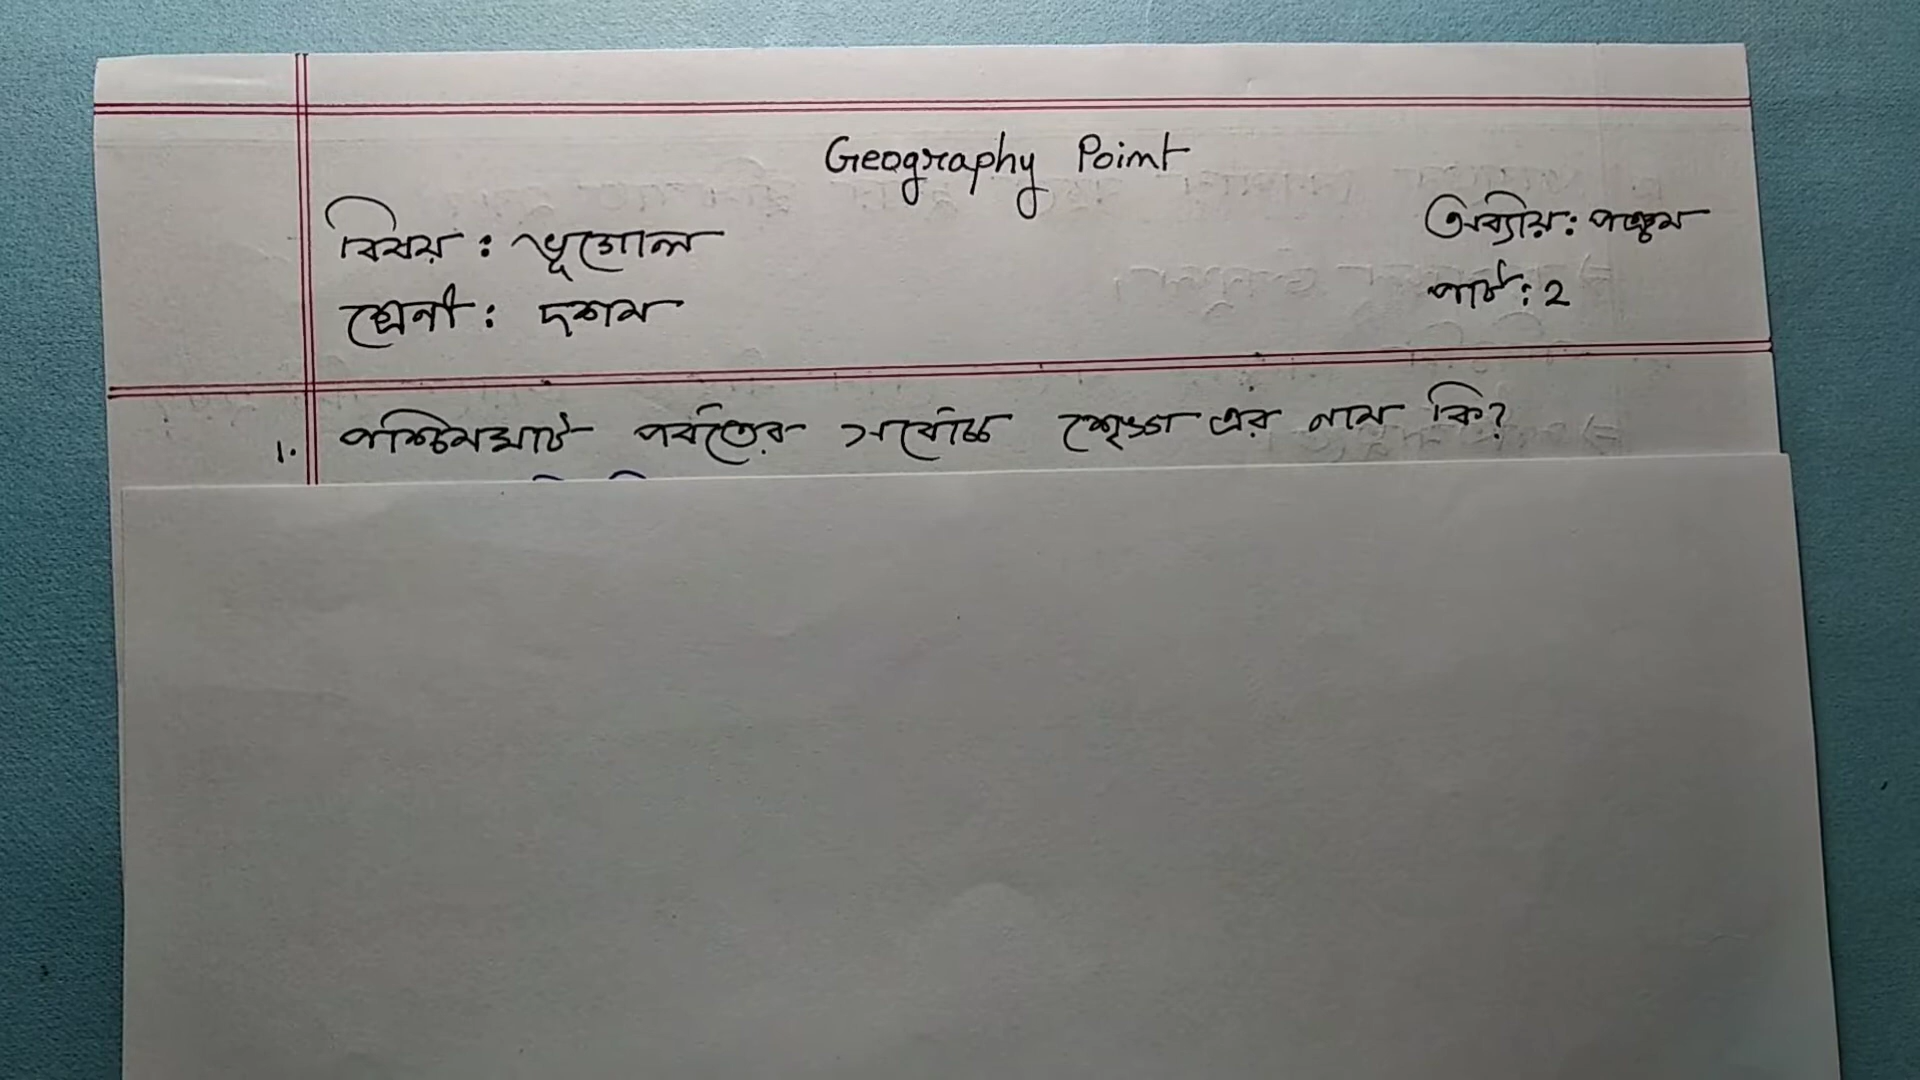 Geography Point
বিষয় : ভূগোল
অধ্যায় : পঞ্চম
শ্রেণী : দশম
পার্ট : 2
1. পশ্চিমঘাট পর্বতের সর্বোচ্চ শৃঙ্গ এর নাম কি?